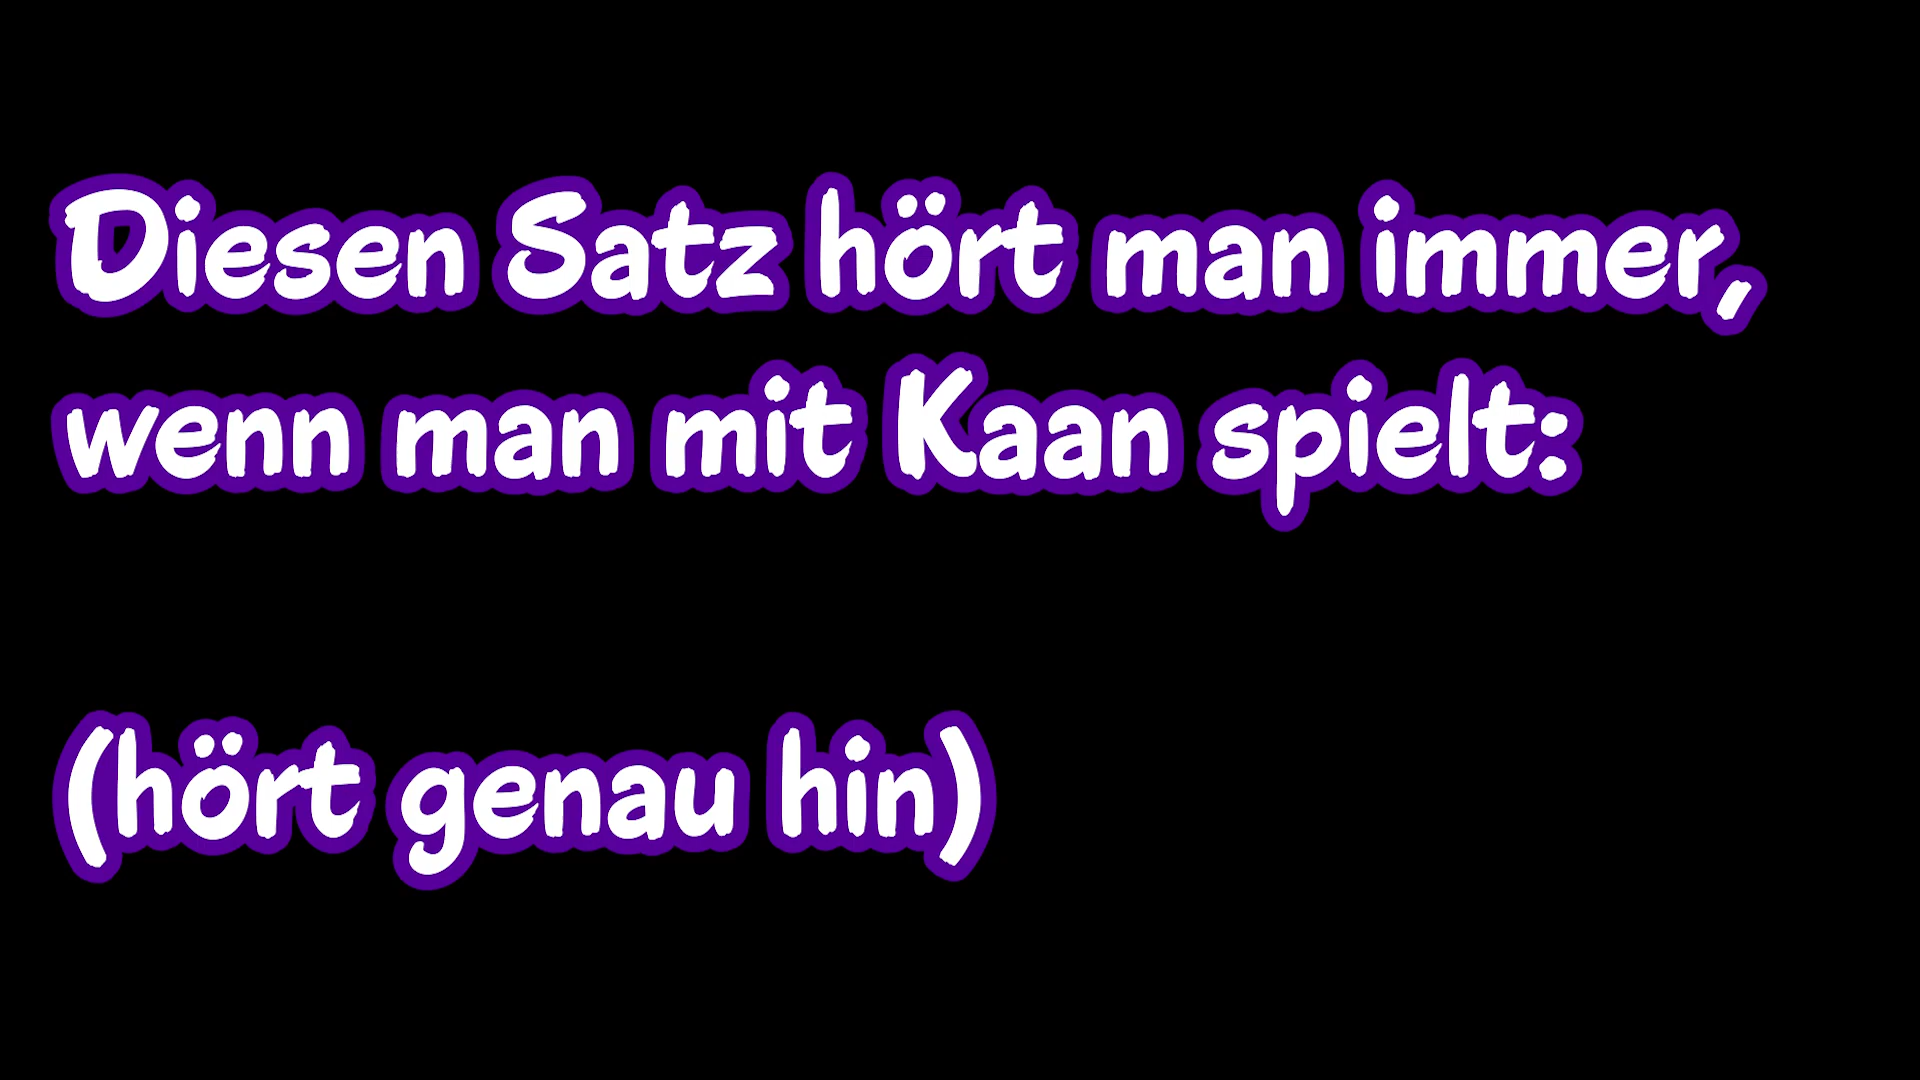 Diesen Satz hört man immer,
wenn man mit Kaan spielt:
(hört genau hin)